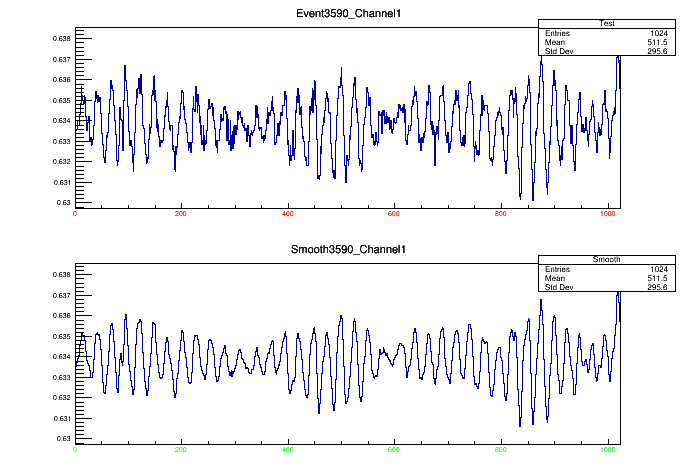 Event3590_Channel1
Test
Entries 1024
Mean 511.5
Std Dev 295.6
0.638
0.637
0.636
0.635
0.634
0.633
0.632
0.631
0.63
0 200 400 600 800 1000
Smooth3590_Channel1
Smooth
Entries 1024
Mean 511.5
Std Dev 295.6
0.638
0.637
0.636
0.635
0.634
0.633
0.632
0.631
0.63
0 200 400 600 800 1000